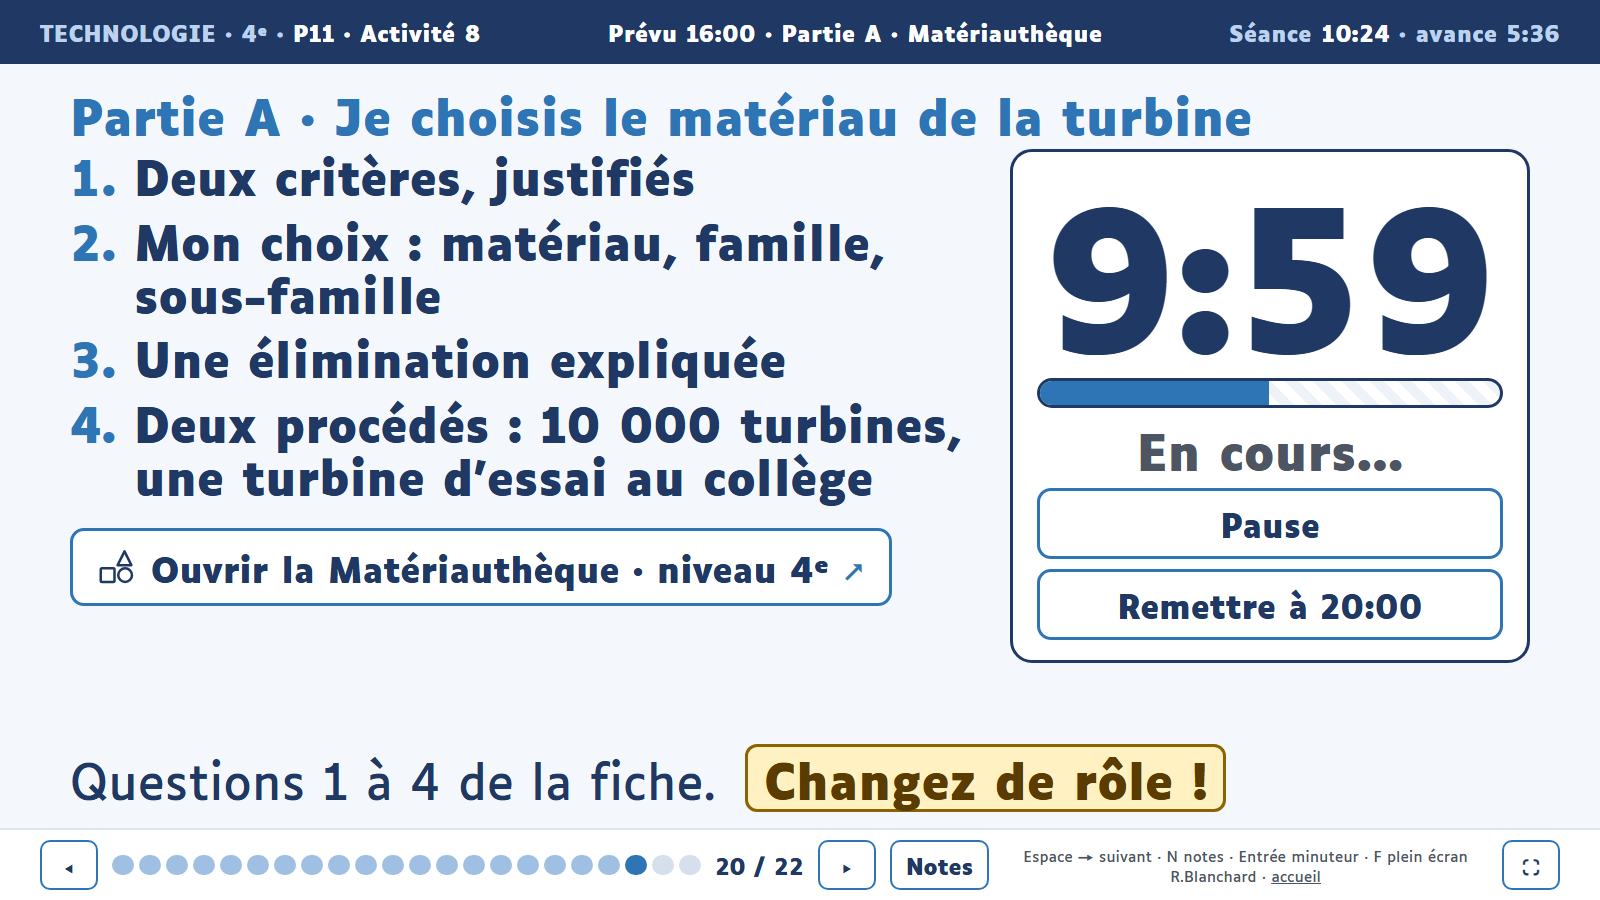 TECHNOLOGIE · 4ᵉ · P11 · Activité 8
Prévu 16:00 · Partie A · Matériauthèque
Séance 10:24 · avance 5:36
Partie A · Je choisis le matériau de la turbine
1. Deux critères, justifiés
2. Mon choix : matériau, famille,
sous-famille
3. Une élimination expliquée
4. Deux procédés : 10 000 turbines,
une turbine d’essai au collège
Ouvrir la Matériauthèque · niveau 4ᵉ ↗
9:59
En cours…
Pause
Remettre à 20:00
Questions 1 à 4 de la fiche.
Changez de rôle !
20 / 22
Notes
Espace → suivant · N notes · Entrée minuteur · F plein écran
R.Blanchard · accueil